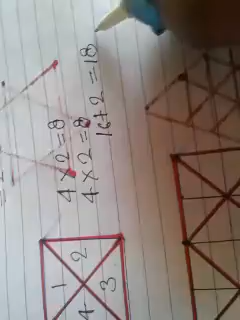 4 × 2 = 8
4 × 2 = 8
16 + 2 = 18
1 2
4 3